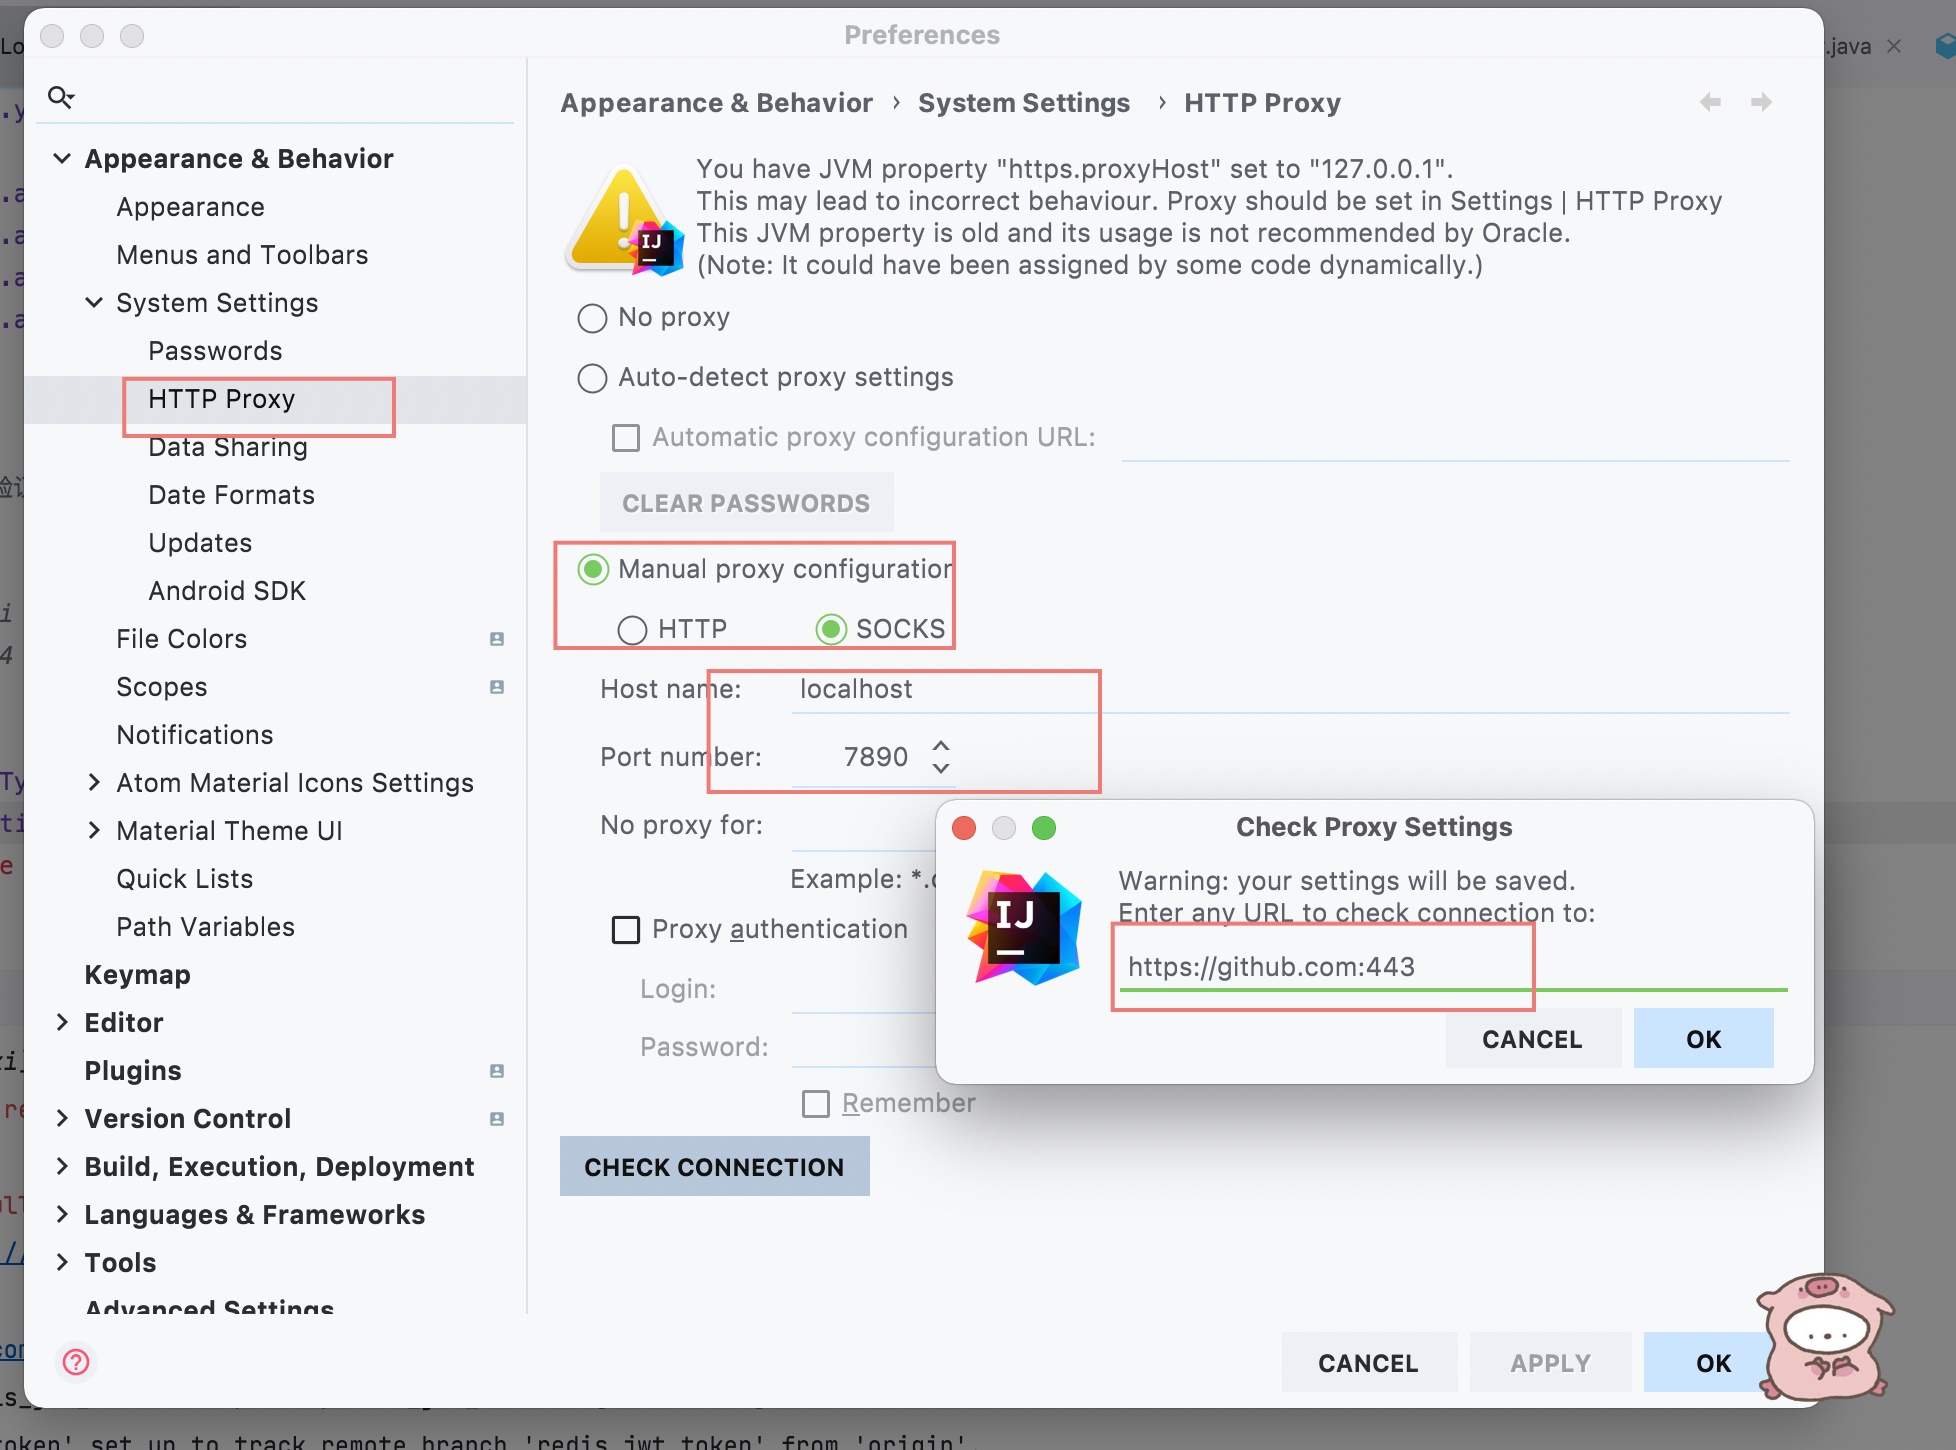 Preferences
.java
Appearance & Behavior
Appearance
Menus and Toolbars
System Settings
Passwords
HTTP Proxy
Data Sharing
Date Formats
Updates
Android SDK
File Colors
Scopes
Notifications
Atom Material Icons Settings
Material Theme UI
Quick Lists
Path Variables
Keymap
Editor
Plugins
Version Control
Build, Execution, Deployment
Languages & Frameworks
Tools
Advanced Settings
Appearance & Behavior › System Settings › HTTP Proxy
You have JVM property "https.proxyHost" set to "127.0.0.1".
This may lead to incorrect behaviour. Proxy should be set in Settings | HTTP Proxy
This JVM property is old and its usage is not recommended by Oracle.
(Note: It could have been assigned by some code dynamically.)
IJ
No proxy
Auto-detect proxy settings
Automatic proxy configuration URL:
CLEAR PASSWORDS
Manual proxy configuration
HTTP SOCKS
Host name: localhost
Port number: 7890
No proxy for:
Example: *.
Proxy authentication
Login:
Password:
Remember
CHECK CONNECTION
Check Proxy Settings
IJ
Warning: your settings will be saved.
Enter any URL to check connection to:
https://github.com:443
CANCEL OK
CANCEL APPLY OK
token' set up to track remote branch 'redis_jwt_token' from 'origin'.